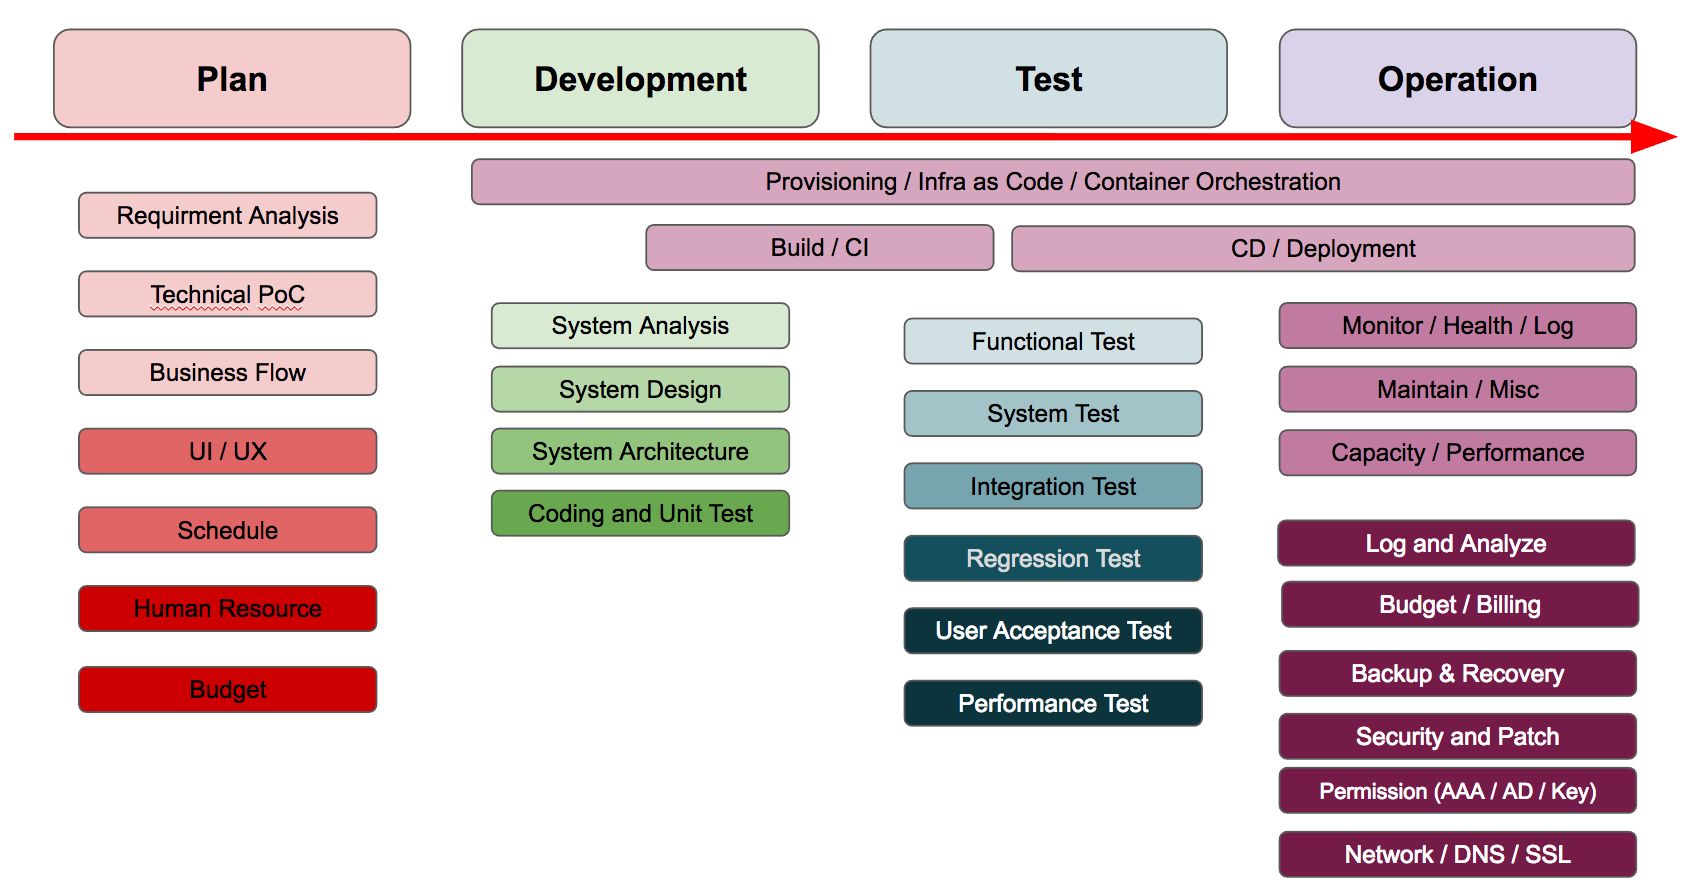 Plan
Development
Test
Operation
Provisioning / Infra as Code / Container Orchestration
Build / CI
CD / Deployment
Requirment Analysis
Technical PoC
Business Flow
UI / UX
Schedule
Human Resource
Budget
System Analysis
System Design
System Architecture
Coding and Unit Test
Functional Test
System Test
Integration Test
Regression Test
User Acceptance Test
Performance Test
Monitor / Health / Log
Maintain / Misc
Capacity / Performance
Log and Analyze
Budget / Billing
Backup & Recovery
Security and Patch
Permission (AAA / AD / Key)
Network / DNS / SSL